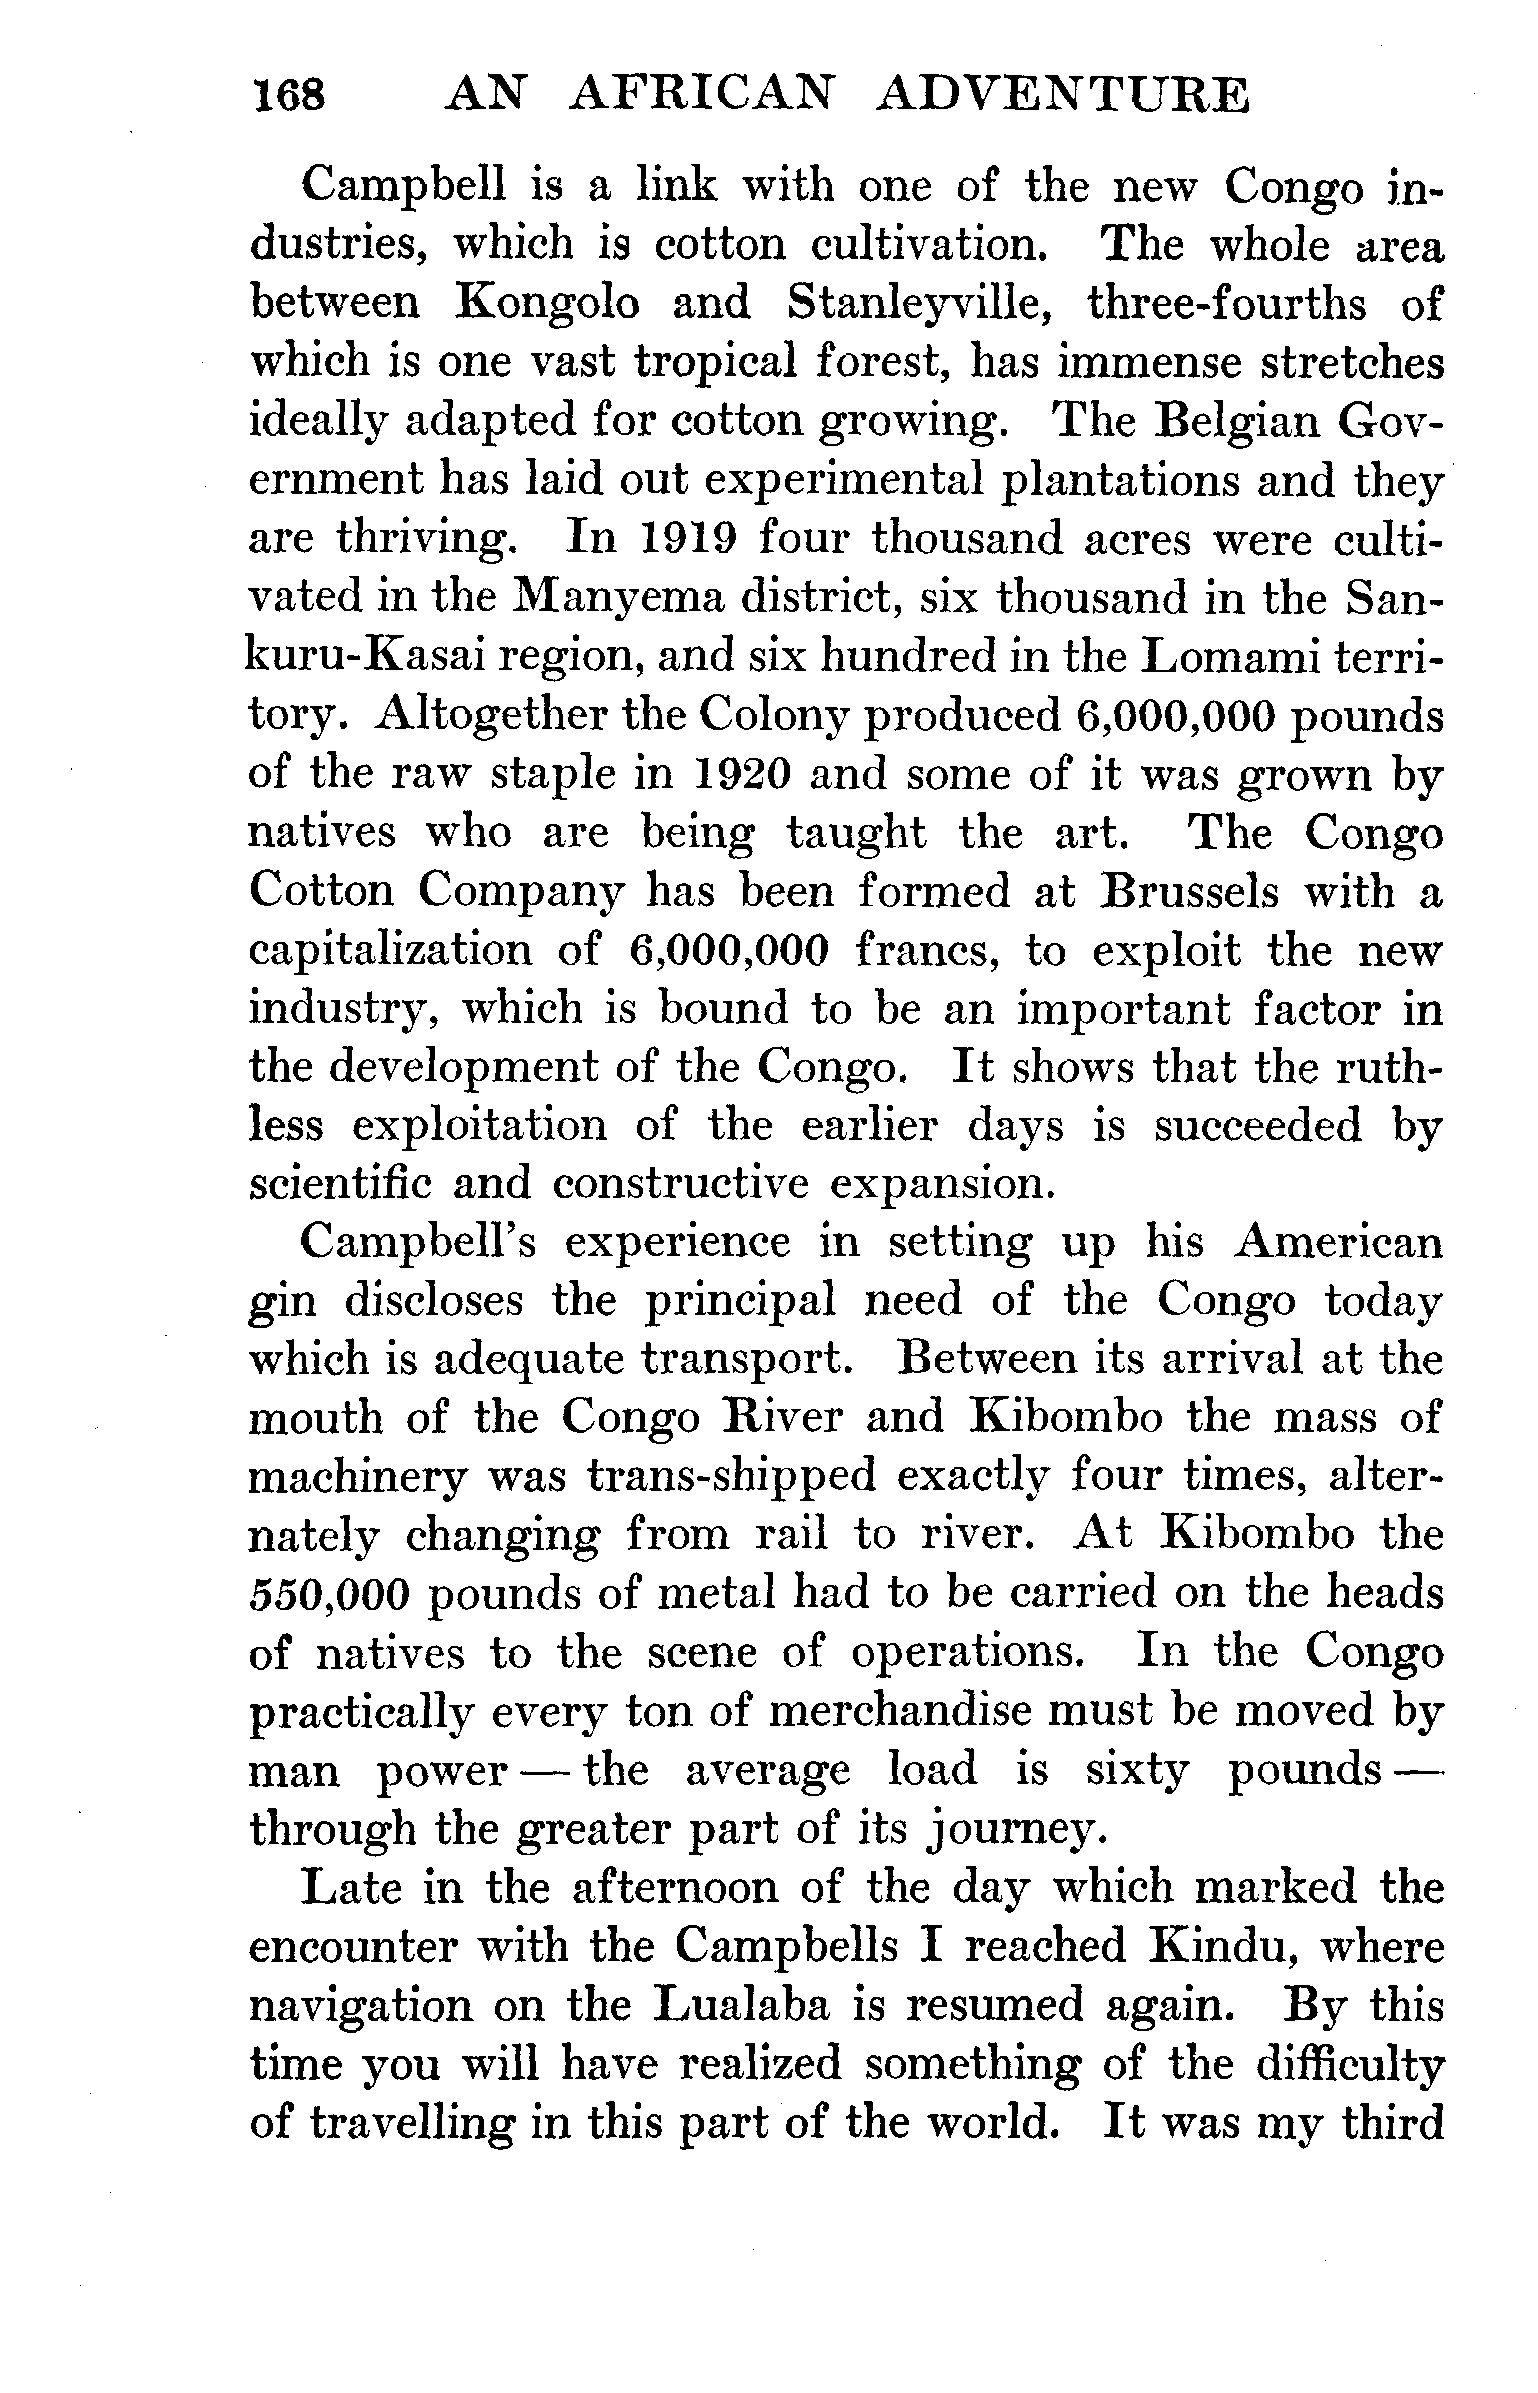 168 AN AFRICAN ADVENTURE
Campbell is a link with one of the new Congo in-
dustries, which is cotton cultivation. The whole area
between Kongolo and Stanleyville, three-fourths of
which is one vast tropical forest, has immense stretches
ideally adapted for cotton growing. The Belgian Gov-
ernment has laid out experimental plantations and they
are thriving. In 1919 four thousand acres were culti-
vated in the Manyema district, six thousand in the San-
kuru-Kasai region, and six hundred in the Lomami terri-
tory. Altogether the Colony produced 6,000,000 pounds
of the raw staple in 1920 and some of it was grown by
natives who are being taught the art. The Congo
Cotton Company has been formed at Brussels with a
capitalization of 6,000,000 francs, to exploit the new
industry, which is bound to be an important factor in
the development of the Congo. It shows that the ruth-
less exploitation of the earlier days is succeeded by
scientific and constructive expansion.
Campbell's experience in setting up his American
gin discloses the principal need of the Congo today
which is adequate transport. Between its arrival at the
mouth of the Congo River and Kibombo the mass of
machinery was trans-shipped exactly four times, alter-
nately changing from rail to river. At Kibombo the
550,000 pounds of metal had to be carried on the heads
of natives to the scene of operations. In the Congo
practically every ton of merchandise must be moved by
man power — the average load is sixty pounds —
through the greater part of its journey.
Late in the afternoon of the day which marked the
encounter with the Campbells I reached Kindu, where
navigation on the Lualaba is resumed again. By this
time you will have realized something of the difficulty
of travelling in this part of the world. It was my third